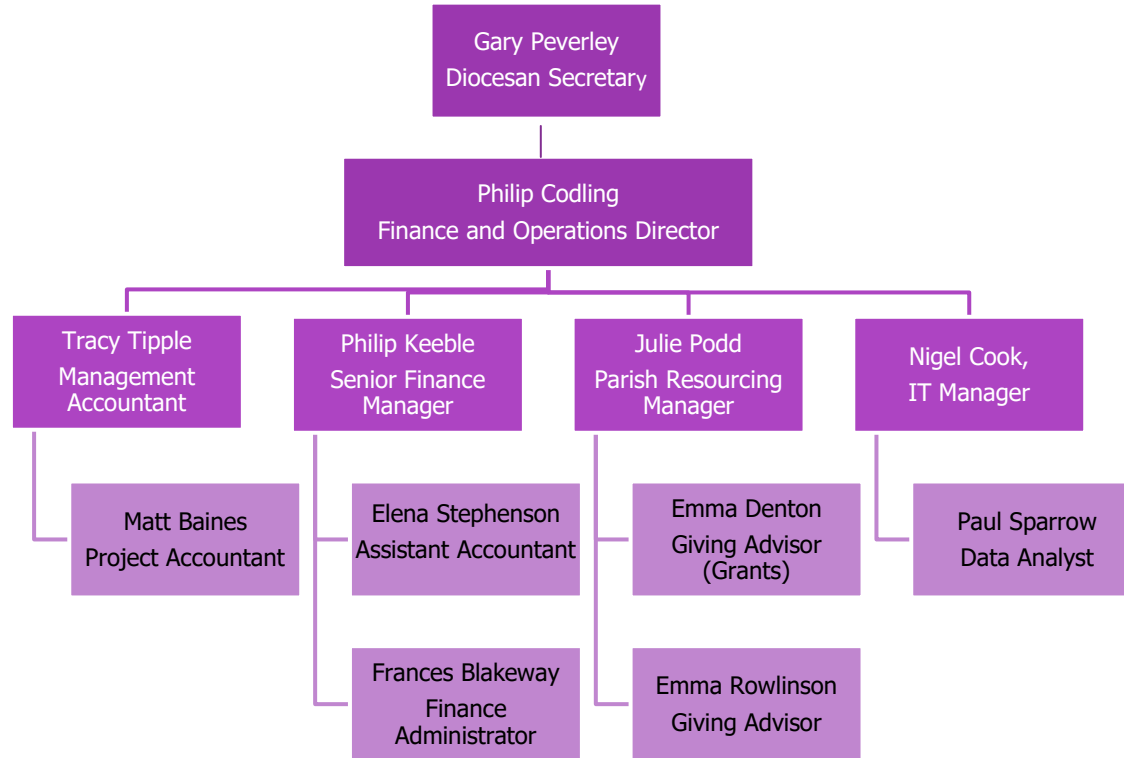 Gary Peverley
Diocesan Secretary
Philip Codling
Finance and Operations Director
Tracy Tipple
Management
Accountant
Philip Keeble
Senior Finance
Manager
Julie Podd
Parish Resourcing
Manager
Nigel Cook,
IT Manager
Matt Baines
Project Accountant
Elena Stephenson
Assistant Accountant
Emma Denton
Giving Advisor
(Grants)
Paul Sparrow
Data Analyst
Frances Blakeway
Finance
Administrator
Emma Rowlinson
Giving Advisor